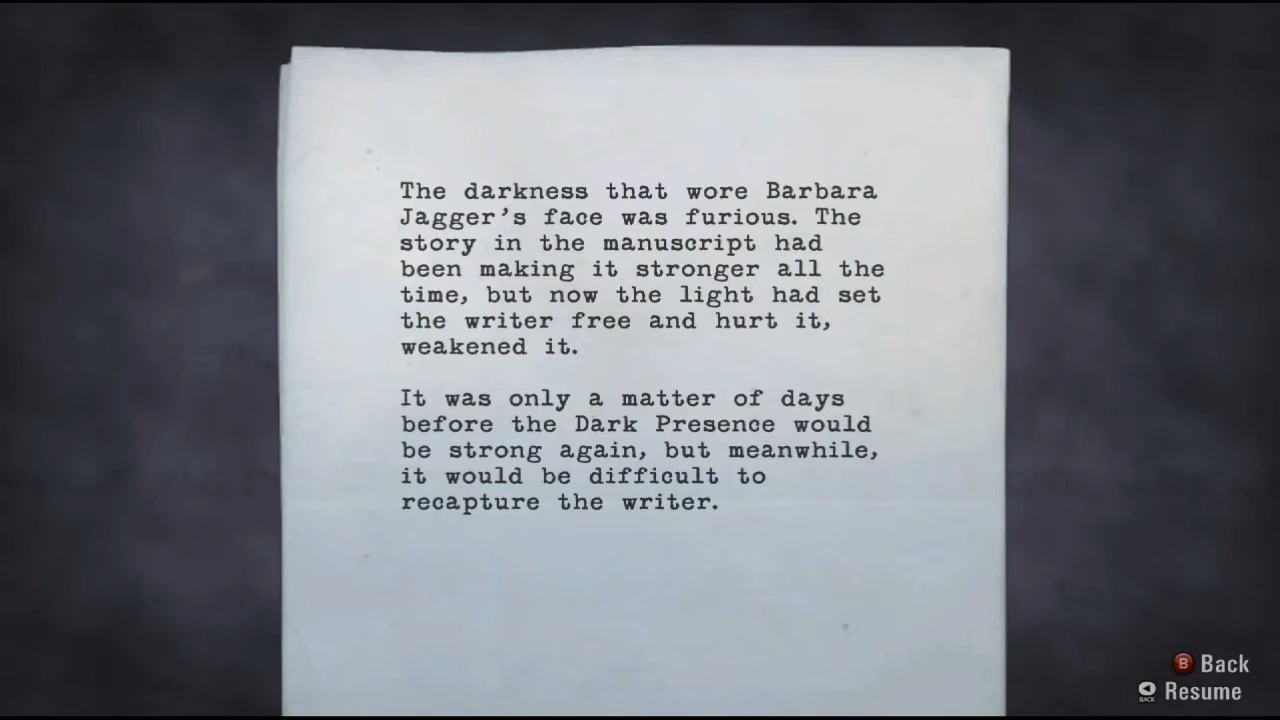 The darkness that wore Barbara
Jagger's face was furious. The
story in the manuscript had
been making it stronger all the
time, but now the light had set
the writer free and hurt it,
weakened it.
It was only a matter of days
before the Dark Presence would
be strong again, but meanwhile,
it would be difficult to
recapture the writer.
B Back
BACK Resume